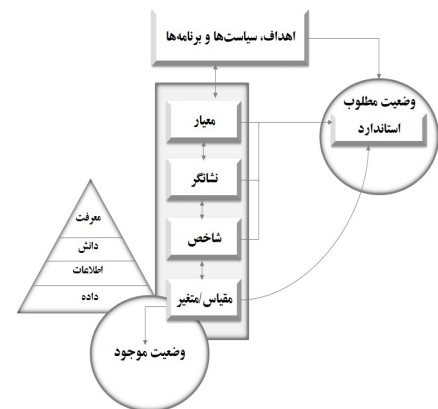 اهداف، سیاست‌ها و برنامه‌ها
وضعیت مطلوب
استاندارد
معیار
نشانگر
شاخص
مقیاس/متغیر
معرفت
دانش
اطلاعات
داده
وضعیت موجود